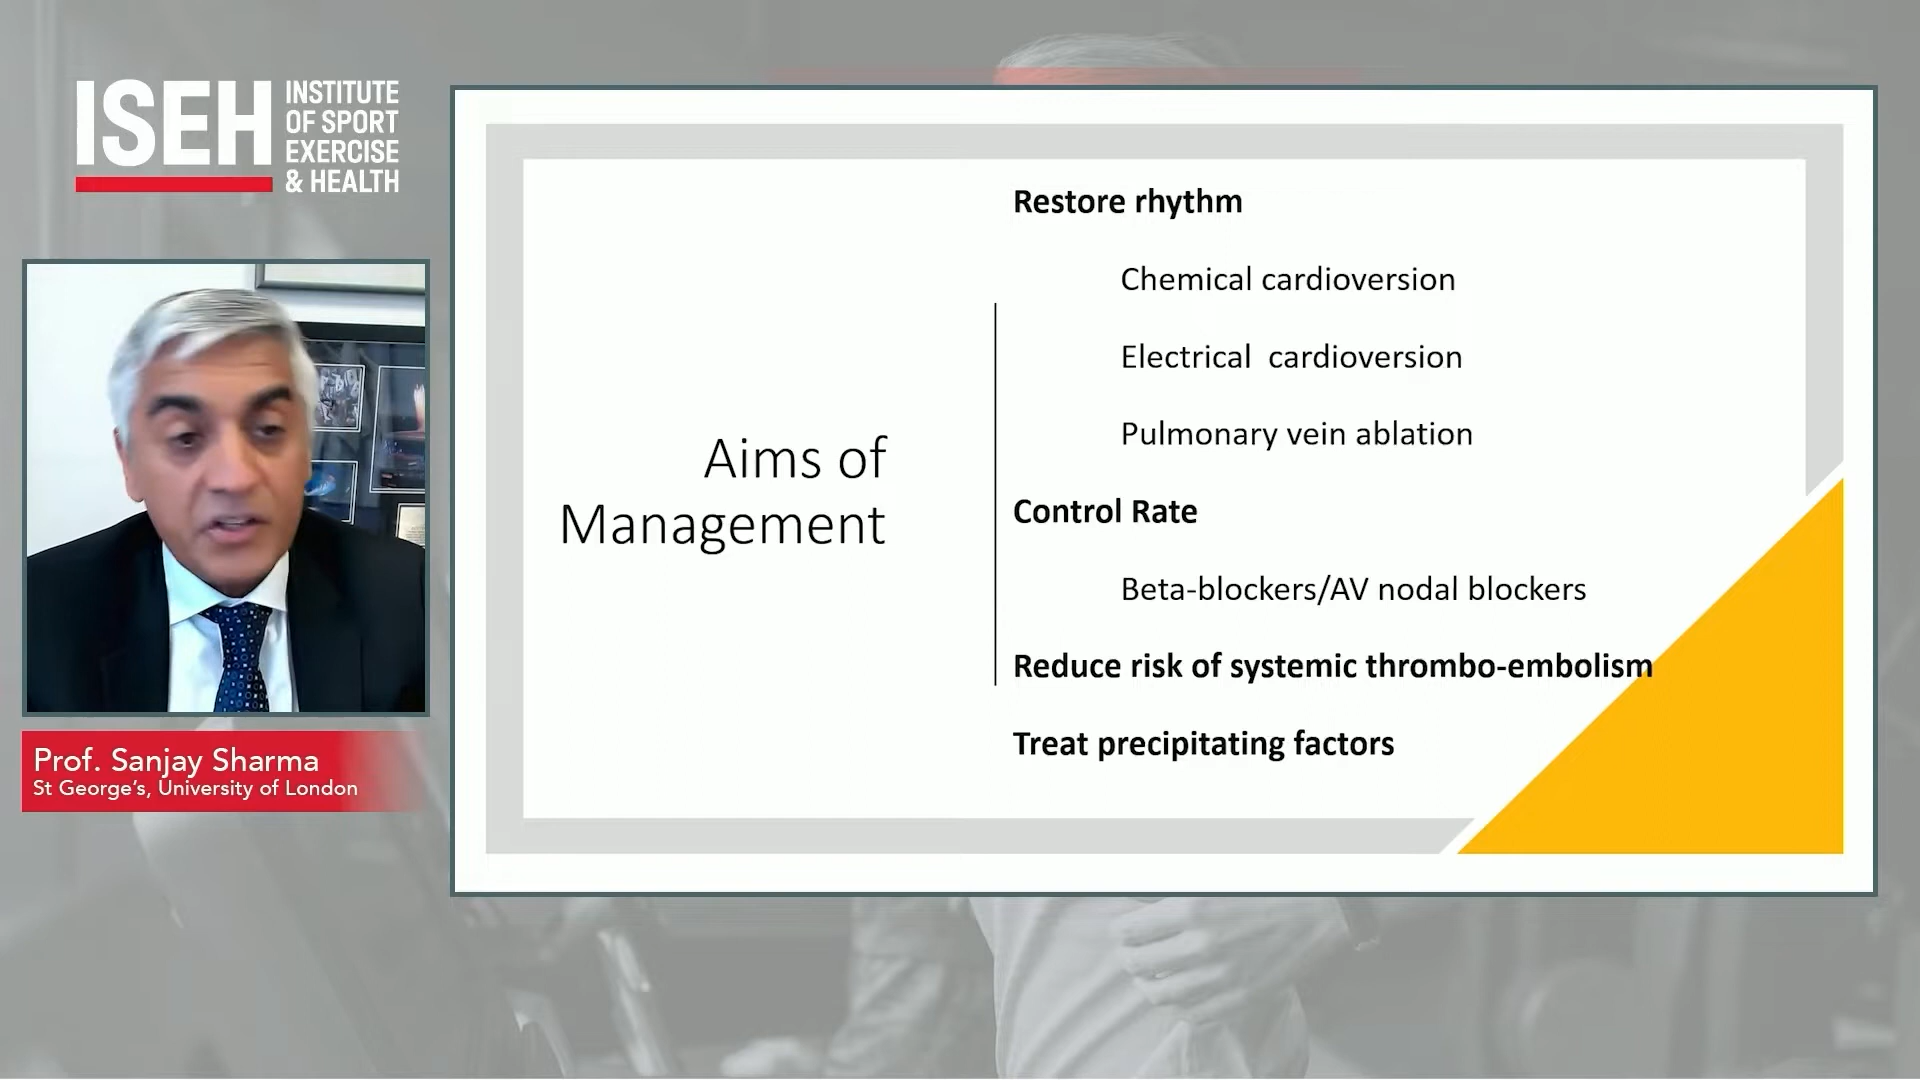 ISEH
INSTITUTE
OF SPORT
EXERCISE
& HEALTH
Prof. Sanjay Sharma
St George's, University of London
Aims of
Management
Restore rhythm
Chemical cardioversion
Electrical  cardioversion
Pulmonary vein ablation
Control Rate
Beta-blockers/AV nodal blockers
Reduce risk of systemic thrombo-embolism
Treat precipitating factors